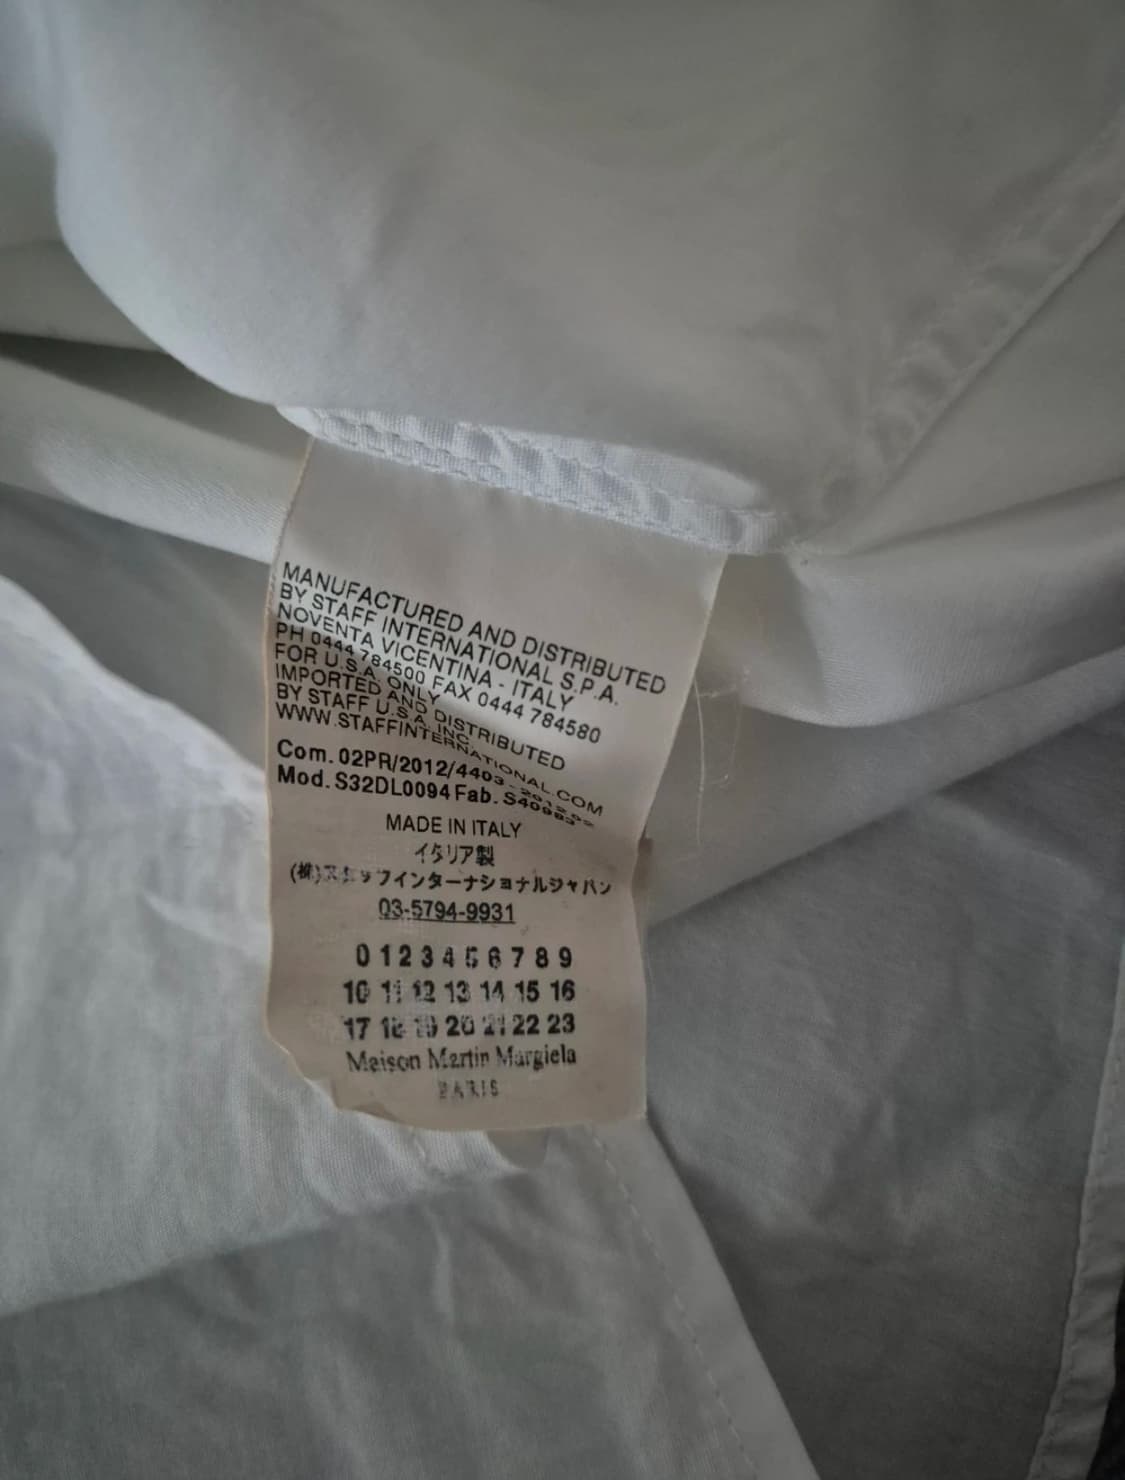 MANUFACTURED AND DISTRIBUTED
BY STAFF INTERNATIONAL S.P.A.
NOVENTA VICENTINA - ITALY
PH 0444 784500 FAX 0444 784580
FOR U.S.A. ONLY
IMPORTED AND DISTRIBUTED
BY STAFF U.S.A. INC.
WWW.STAFFINTERNATIONAL.COM
Com. 02PR/2012/4403 -
Mod. S32DL0094 Fab.
MADE IN ITALY
イタリア製
(株)スタッフインターナショナルジャパン
03-5794-9931
0 1 2 3 4 5 6 7 8 9
10 11 12 13 14 15 16
17 18 19 20 21 22 23
Maison Martin Margiela
PARIS